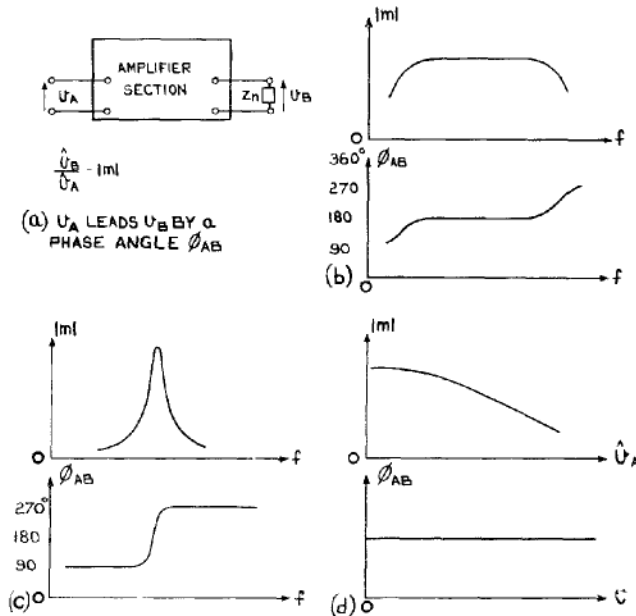 AMPLIFIER
SECTION
υA
Zn
υB
υ̂B
υ̂A
- |m|
(a) υA LEADS υB BY a
PHASE ANGLE ØAB
|m|
O
f
ØAB
360°
270
180
90
(b)
O
f
|m|
O
f
ØAB
270°
180
90
(c)
O
f
|m|
O
υ̂A
ØAB
(d)
O